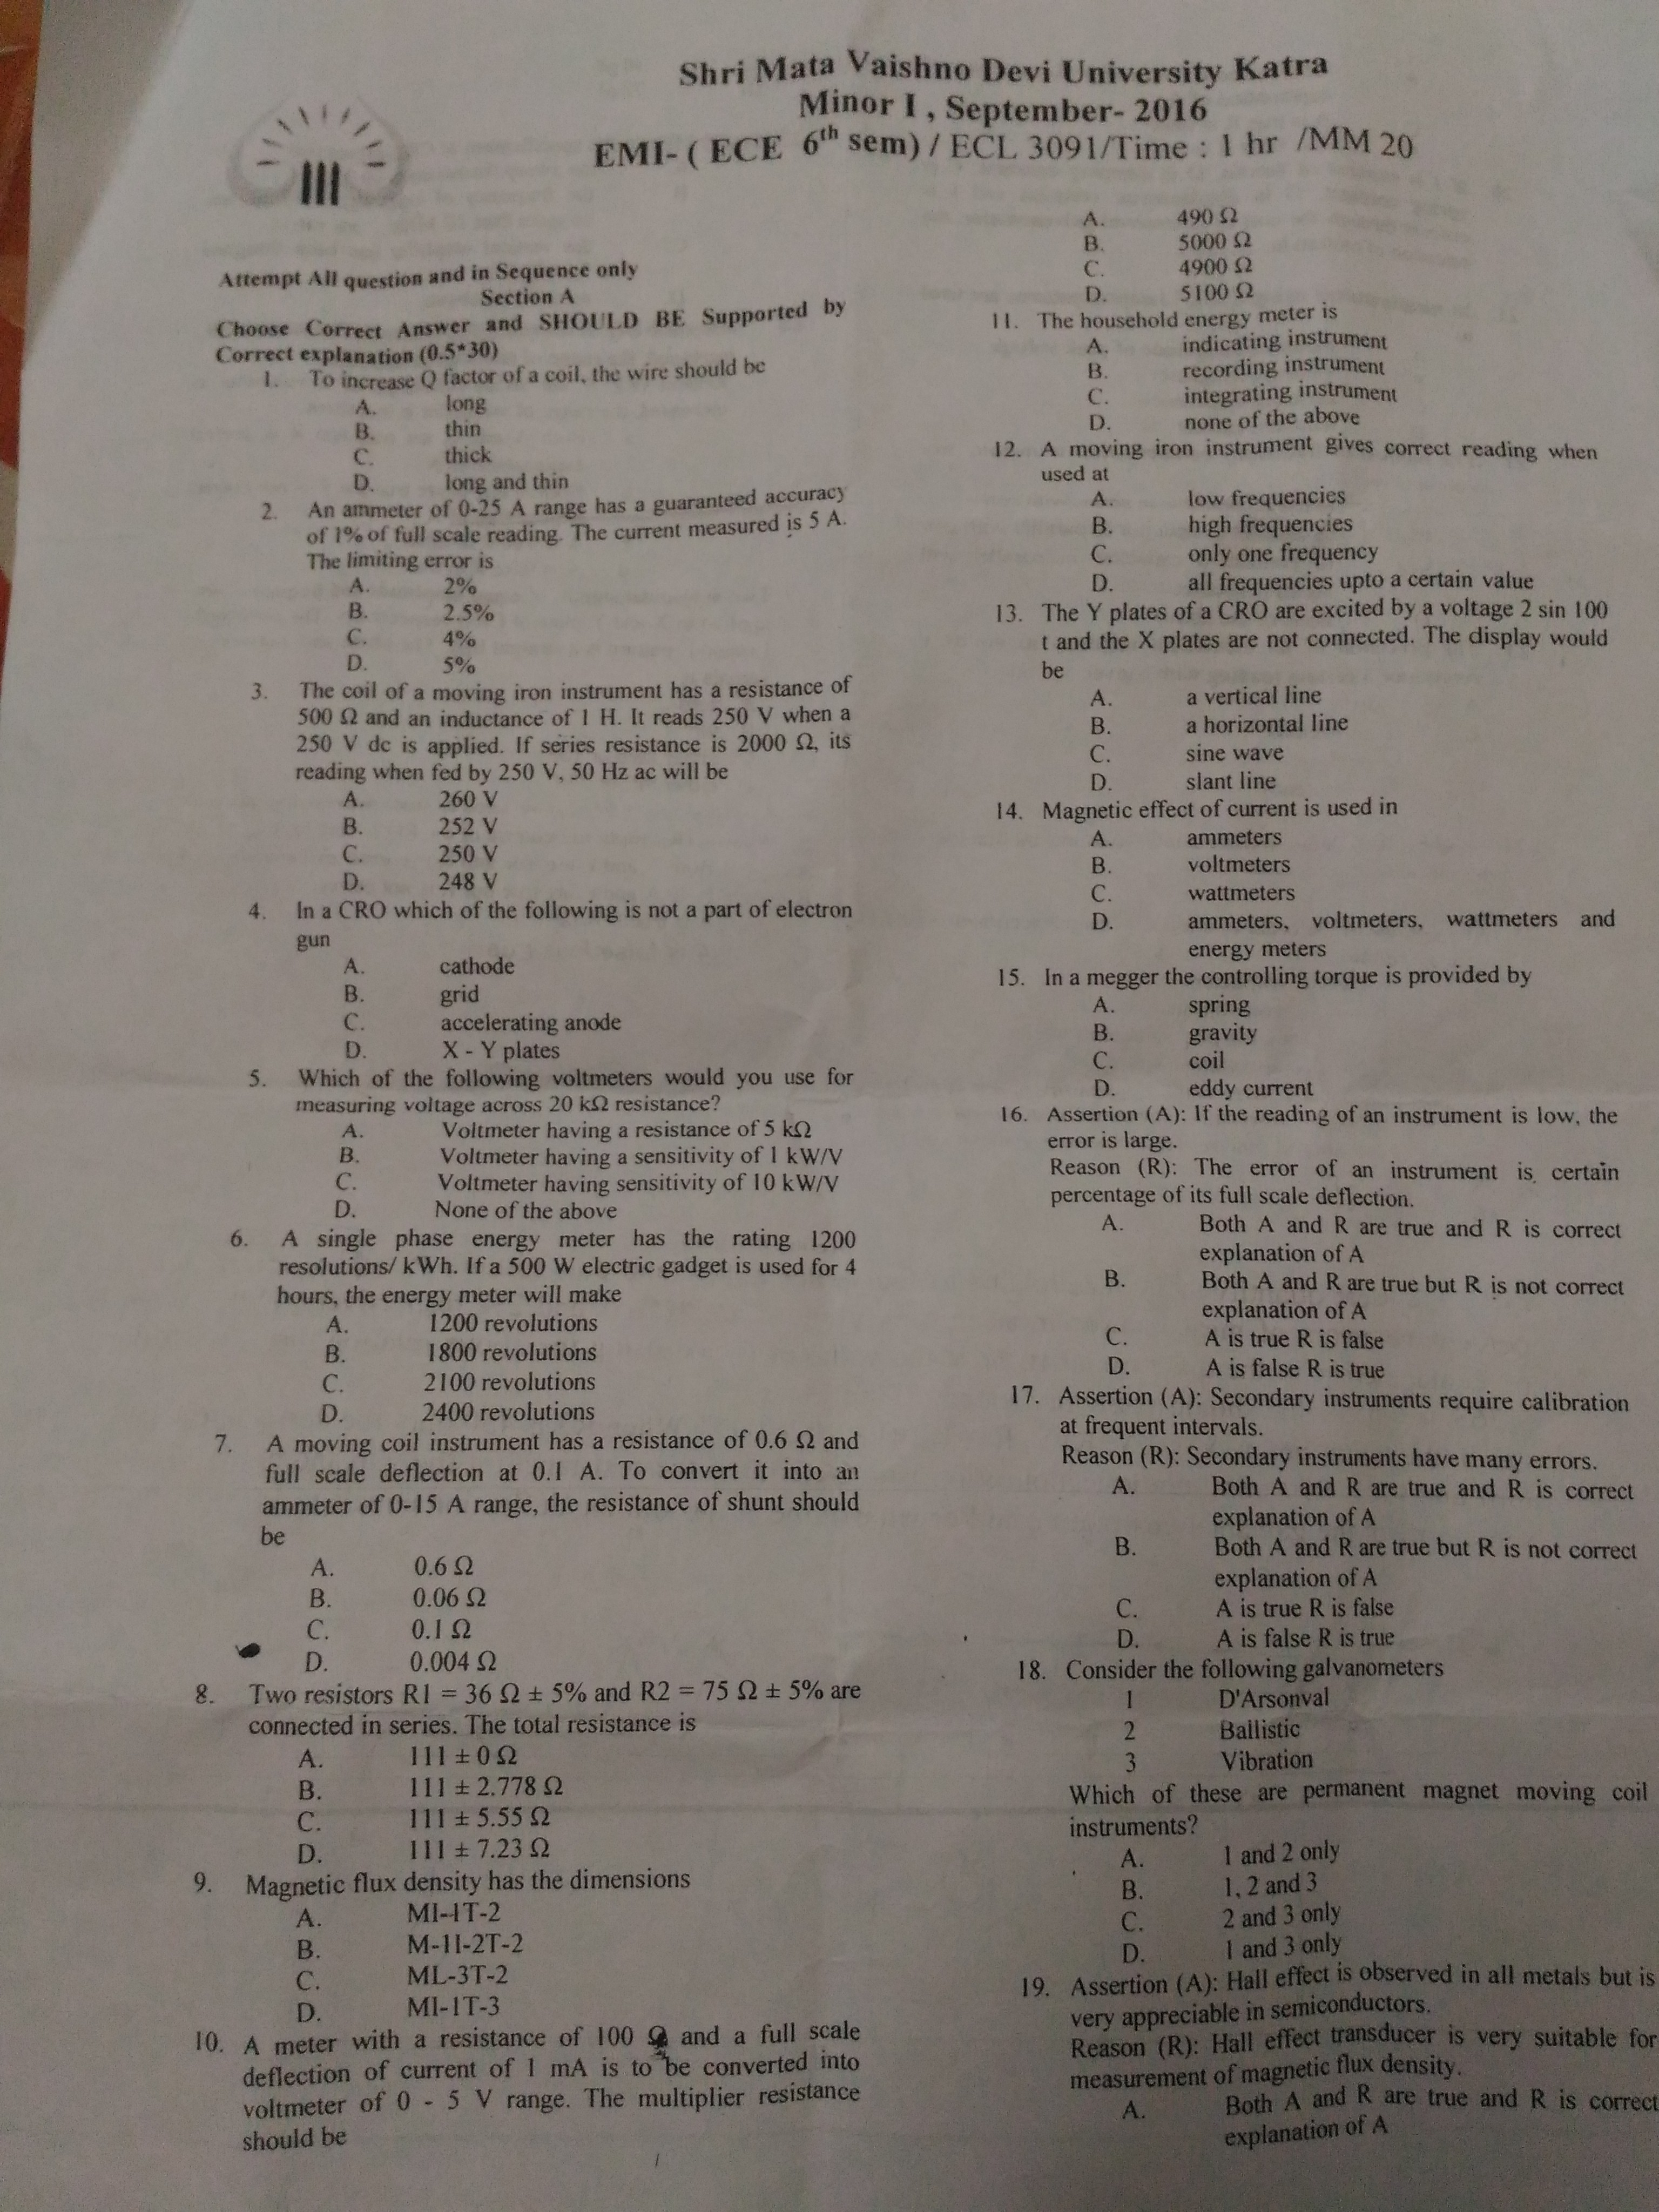 Shri Mata Vaishno Devi University Katra
Minor I , September- 2016
EMI- ( ECE 6th sem) / ECL 3091/Time : 1 hr /MM 20
Attempt All question and in Sequence only
Section A
Choose Correct Answer and SHOULD BE Supported by
Correct explanation (0.5*30)
1. To increase Q factor of a coil, the wire should be
A. long
B. thin
C. thick
D. long and thin
2. An ammeter of 0-25 A range has a guaranteed accuracy
of 1% of full scale reading. The current measured is 5 A.
The limiting error is
A. 2%
B. 2.5%
C. 4%
D. 5%
3. The coil of a moving iron instrument has a resistance of
500 Ω and an inductance of 1 H. It reads 250 V when a
250 V dc is applied. If series resistance is 2000 Ω, its
reading when fed by 250 V, 50 Hz ac will be
A. 260 V
B. 252 V
C. 250 V
D. 248 V
4. In a CRO which of the following is not a part of electron
gun
A. cathode
B. grid
C. accelerating anode
D. X - Y plates
5. Which of the following voltmeters would you use for
measuring voltage across 20 kΩ resistance?
A. Voltmeter having a resistance of 5 kΩ
B. Voltmeter having a sensitivity of 1 kW/V
C. Voltmeter having sensitivity of 10 kW/V
D. None of the above
6. A single phase energy meter has the rating 1200
resolutions/ kWh. If a 500 W electric gadget is used for 4
hours, the energy meter will make
A. 1200 revolutions
B. 1800 revolutions
C. 2100 revolutions
D. 2400 revolutions
7. A moving coil instrument has a resistance of 0.6 Ω and
full scale deflection at 0.1 A. To convert it into an
ammeter of 0-15 A range, the resistance of shunt should
be
A. 0.6 Ω
B. 0.06 Ω
C. 0.1 Ω
D. 0.004 Ω
8. Two resistors R1 = 36 Ω ± 5% and R2 = 75 Ω ± 5% are
connected in series. The total resistance is
A. 111 ± 0 Ω
B. 111 ± 2.778 Ω
C. 111 ± 5.55 Ω
D. 111 ± 7.23 Ω
9. Magnetic flux density has the dimensions
A. MI-1T-2
B. M-1I-2T-2
C. ML-3T-2
D. MI-1T-3
10. A meter with a resistance of 100 Ω and a full scale
deflection of current of 1 mA is to be converted into
voltmeter of 0 - 5 V range. The multiplier resistance
should be
A. 490 Ω
B. 5000 Ω
C. 4900 Ω
D. 5100 Ω
11. The household energy meter is
A. indicating instrument
B. recording instrument
C. integrating instrument
D. none of the above
12. A moving iron instrument gives correct reading when
used at
A. low frequencies
B. high frequencies
C. only one frequency
D. all frequencies upto a certain value
13. The Y plates of a CRO are excited by a voltage 2 sin 100
t and the X plates are not connected. The display would
be
A. a vertical line
B. a horizontal line
C. sine wave
D. slant line
14. Magnetic effect of current is used in
A. ammeters
B. voltmeters
C. wattmeters
D. ammeters, voltmeters, wattmeters and
energy meters
15. In a megger the controlling torque is provided by
A. spring
B. gravity
C. coil
D. eddy current
16. Assertion (A): If the reading of an instrument is low, the
error is large.
Reason (R): The error of an instrument is certain
percentage of its full scale deflection.
A. Both A and R are true and R is correct
explanation of A
B. Both A and R are true but R is not correct
explanation of A
C. A is true R is false
D. A is false R is true
17. Assertion (A): Secondary instruments require calibration
at frequent intervals.
Reason (R): Secondary instruments have many errors.
A. Both A and R are true and R is correct
explanation of A
B. Both A and R are true but R is not correct
explanation of A
C. A is true R is false
D. A is false R is true
18. Consider the following galvanometers
1 D'Arsonval
2 Ballistic
3 Vibration
Which of these are permanent magnet moving coil
instruments?
A. 1 and 2 only
B. 1, 2 and 3
C. 2 and 3 only
D. 1 and 3 only
19. Assertion (A): Hall effect is observed in all metals but is
very appreciable in semiconductors.
Reason (R): Hall effect transducer is very suitable for
measurement of magnetic flux density.
A. Both A and R are true and R is correct
explanation of A